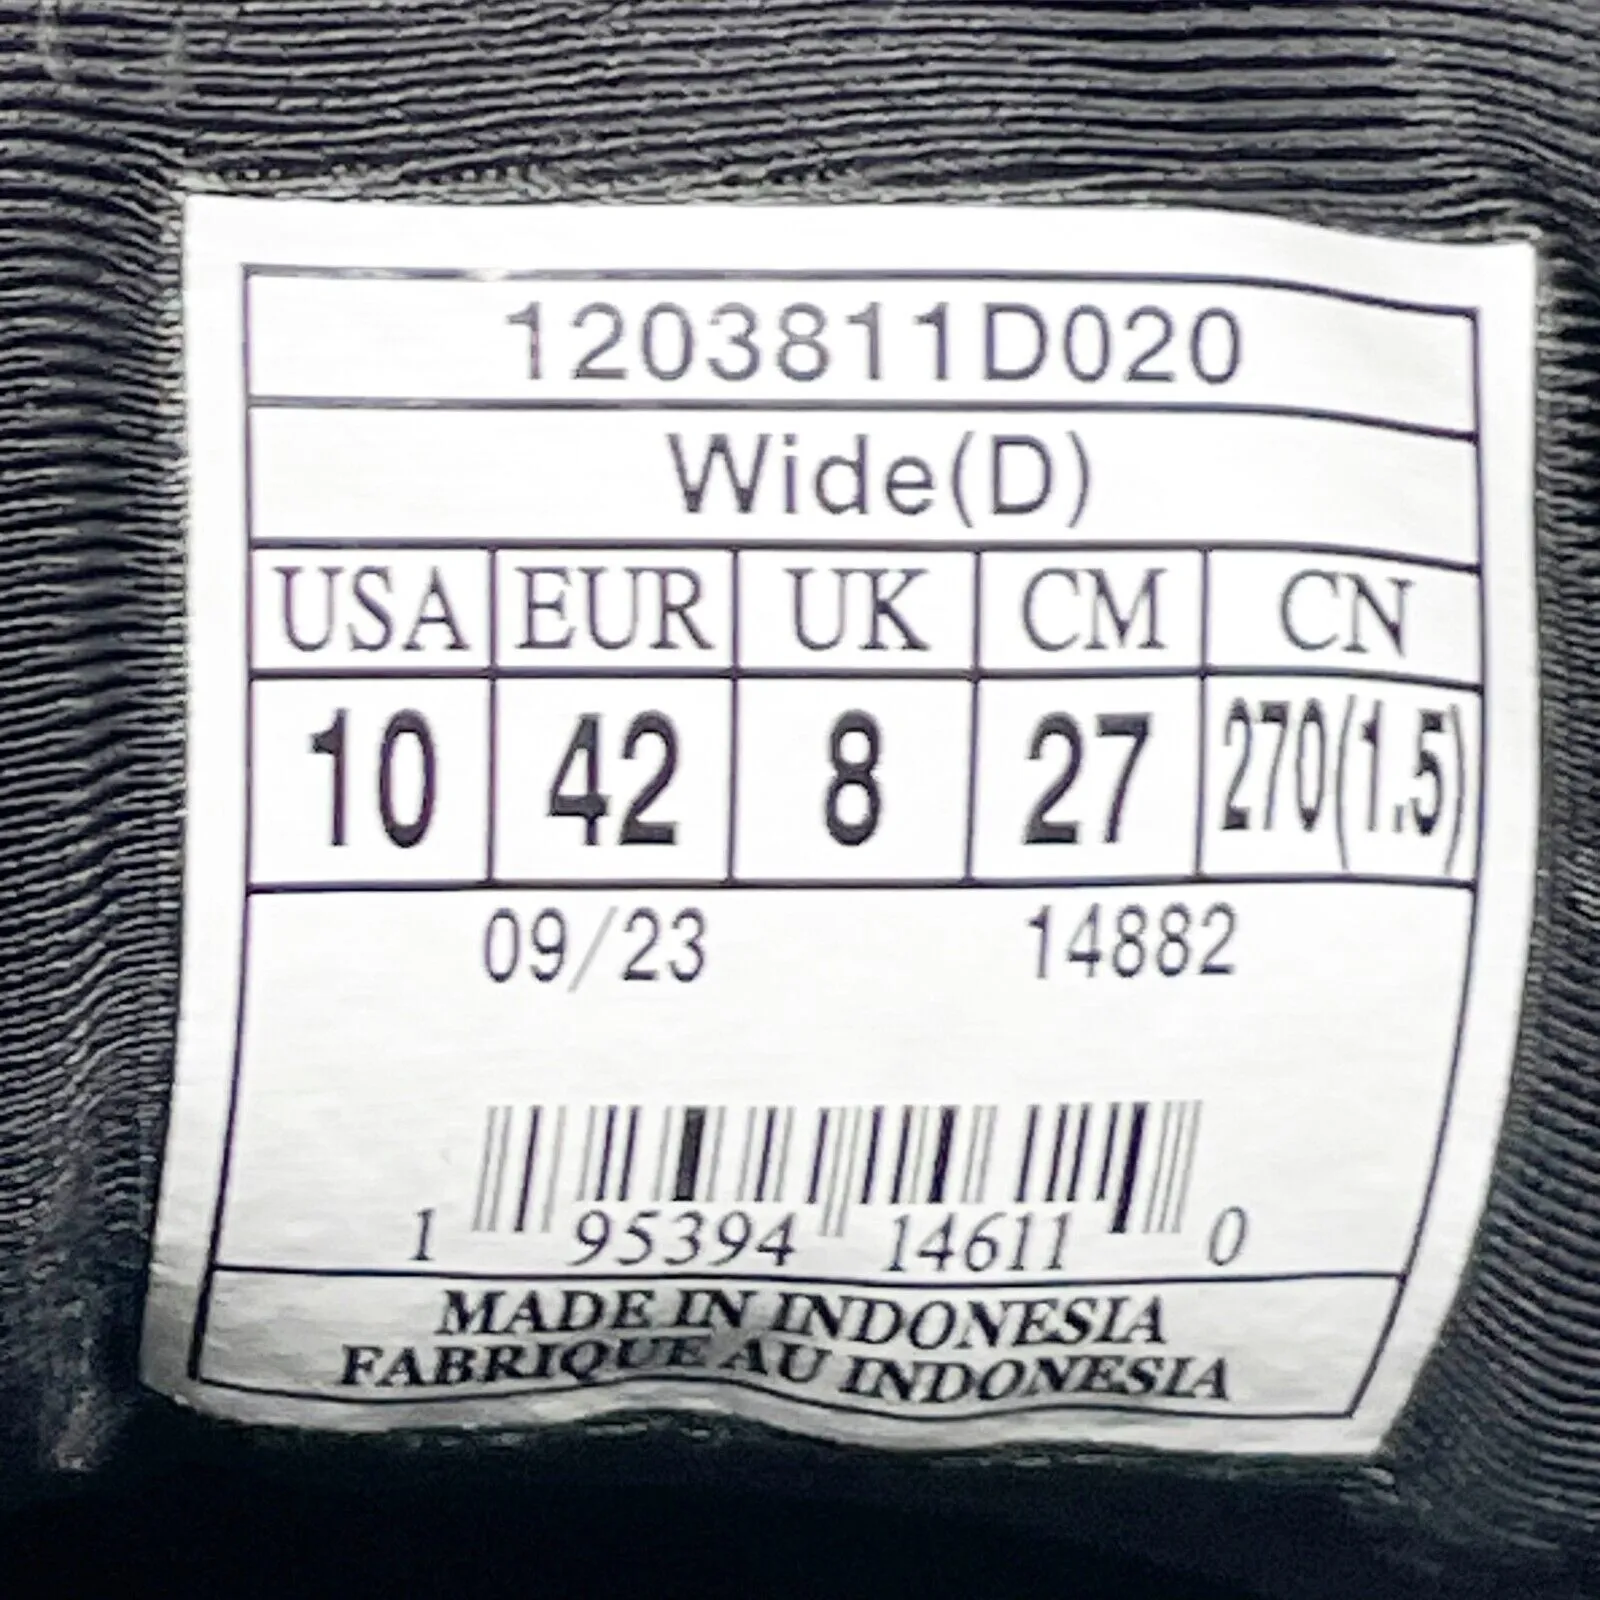 1203811D020
Wide(D)
USA EUR UK CM CN
10 42 8 27 270(1.5)
09/23 14882
1 95394 14611 0
MADE IN INDONESIA
FABRIQUE AU INDONESIA